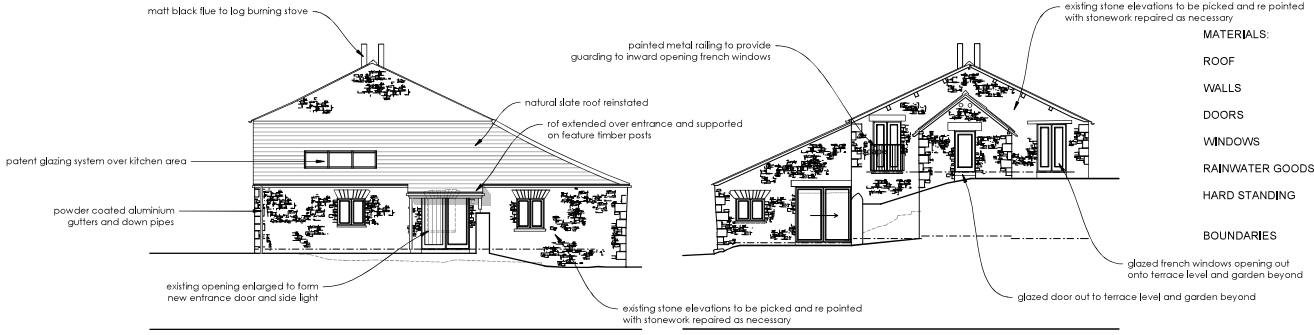 matt black flue to log burning stove
natural slate roof reinstated
rof extended over entrance and supported
on feature timber posts
patent glazing system over kitchen area
powder coated aluminium
gutters and down pipes
existing opening enlarged to form
new entrance door and side light
existing stone elevations to be picked and re pointed
with stonework repaired as necessary
painted metal railing to provide
guarding to inward opening french windows
existing stone elevations to be picked and re pointed
with stonework repaired as necessary
glazed french windows opening out
onto terrace level and garden beyond
glazed door out to terrace level and garden beyond
MATERIALS:
ROOF
WALLS
DOORS
WINDOWS
RAINWATER GOODS
HARD STANDING
BOUNDARIES